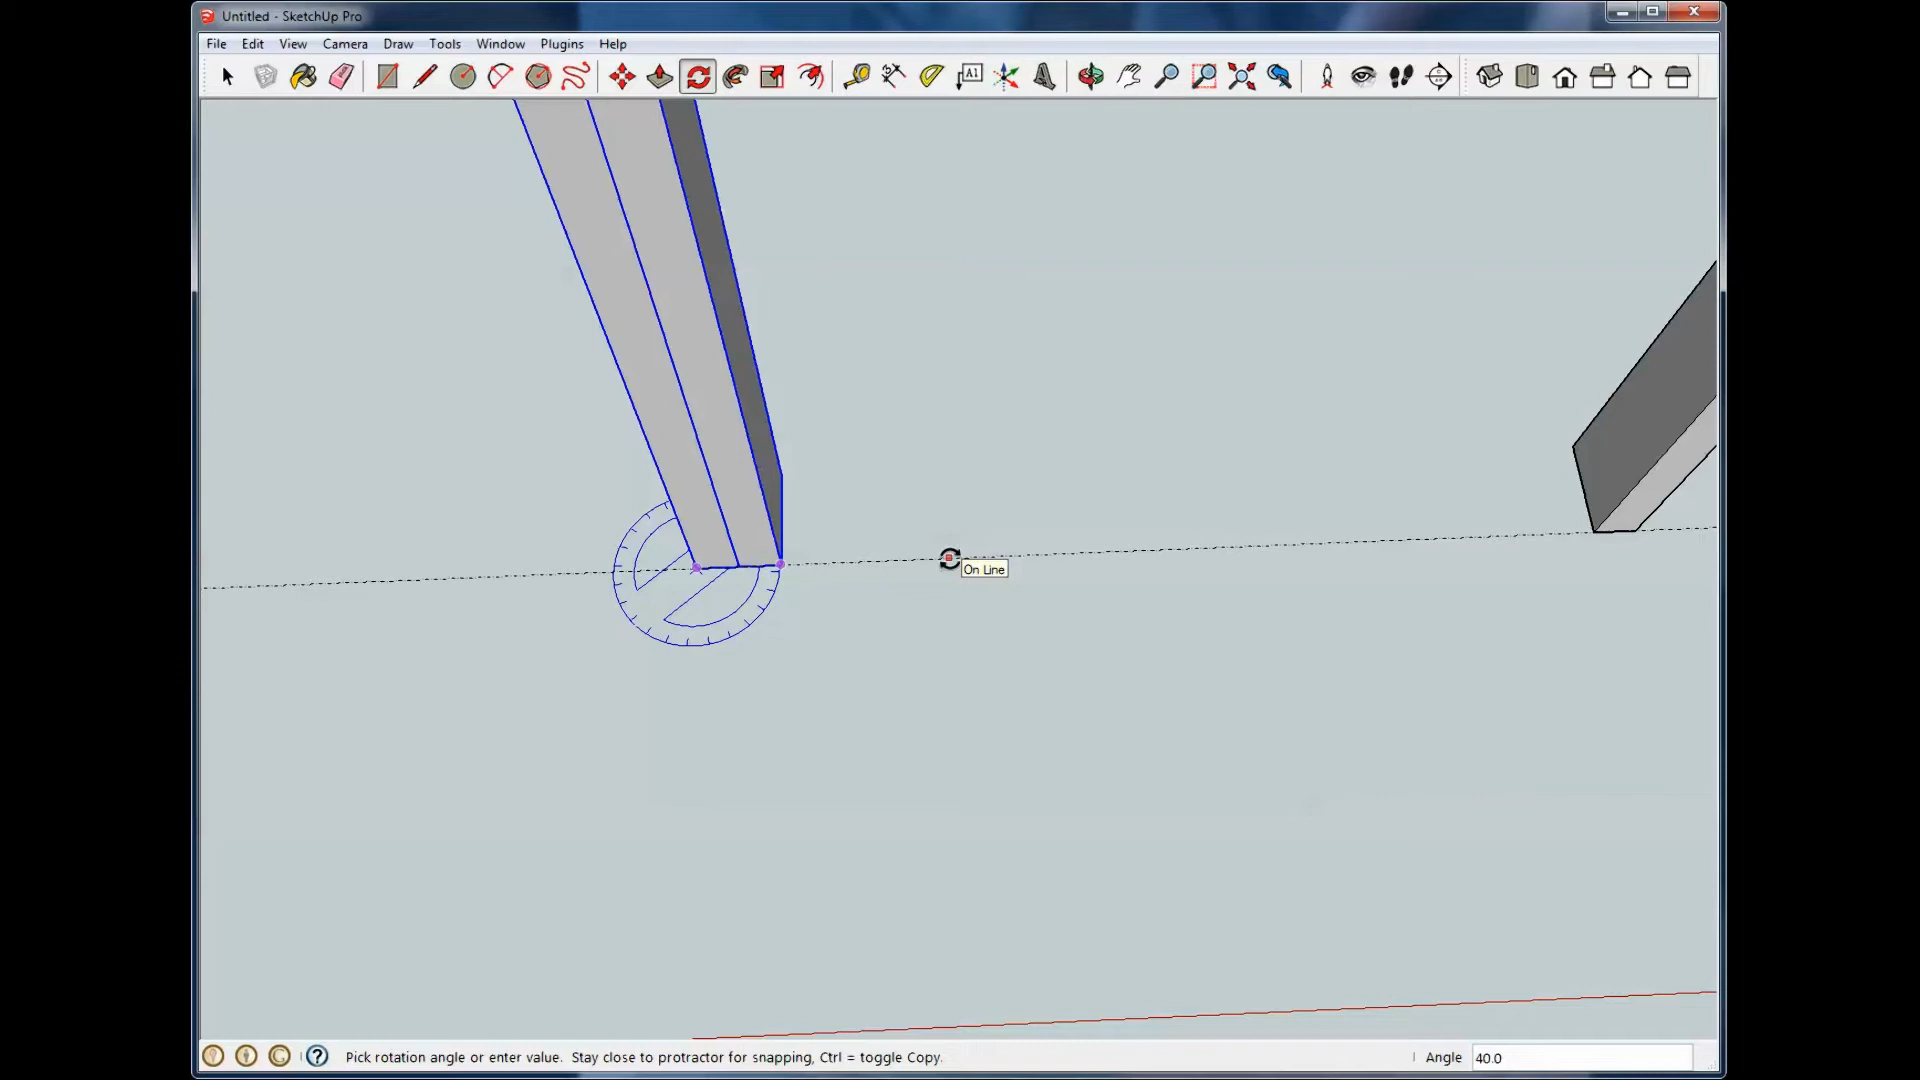 Untitled - SketchUp Pro
File Edit View Camera Draw Tools Window Plugins Help
A1
On Line
Pick rotation angle or enter value. Stay close to protractor for snapping, Ctrl = toggle Copy.
Angle 40.0